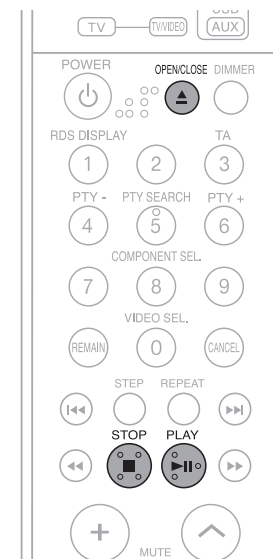 TV TV/VIDEO AUX
POWER OPEN/CLOSE DIMMER
RDS DISPLAY TA
1 2 3
PTY - PTY SEARCH PTY +
4 5 6
COMPONENT SEL.
7 8 9
VIDEO SEL.
REMAIN 0 CANCEL
STEP REPEAT
STOP PLAY
+
MUTE